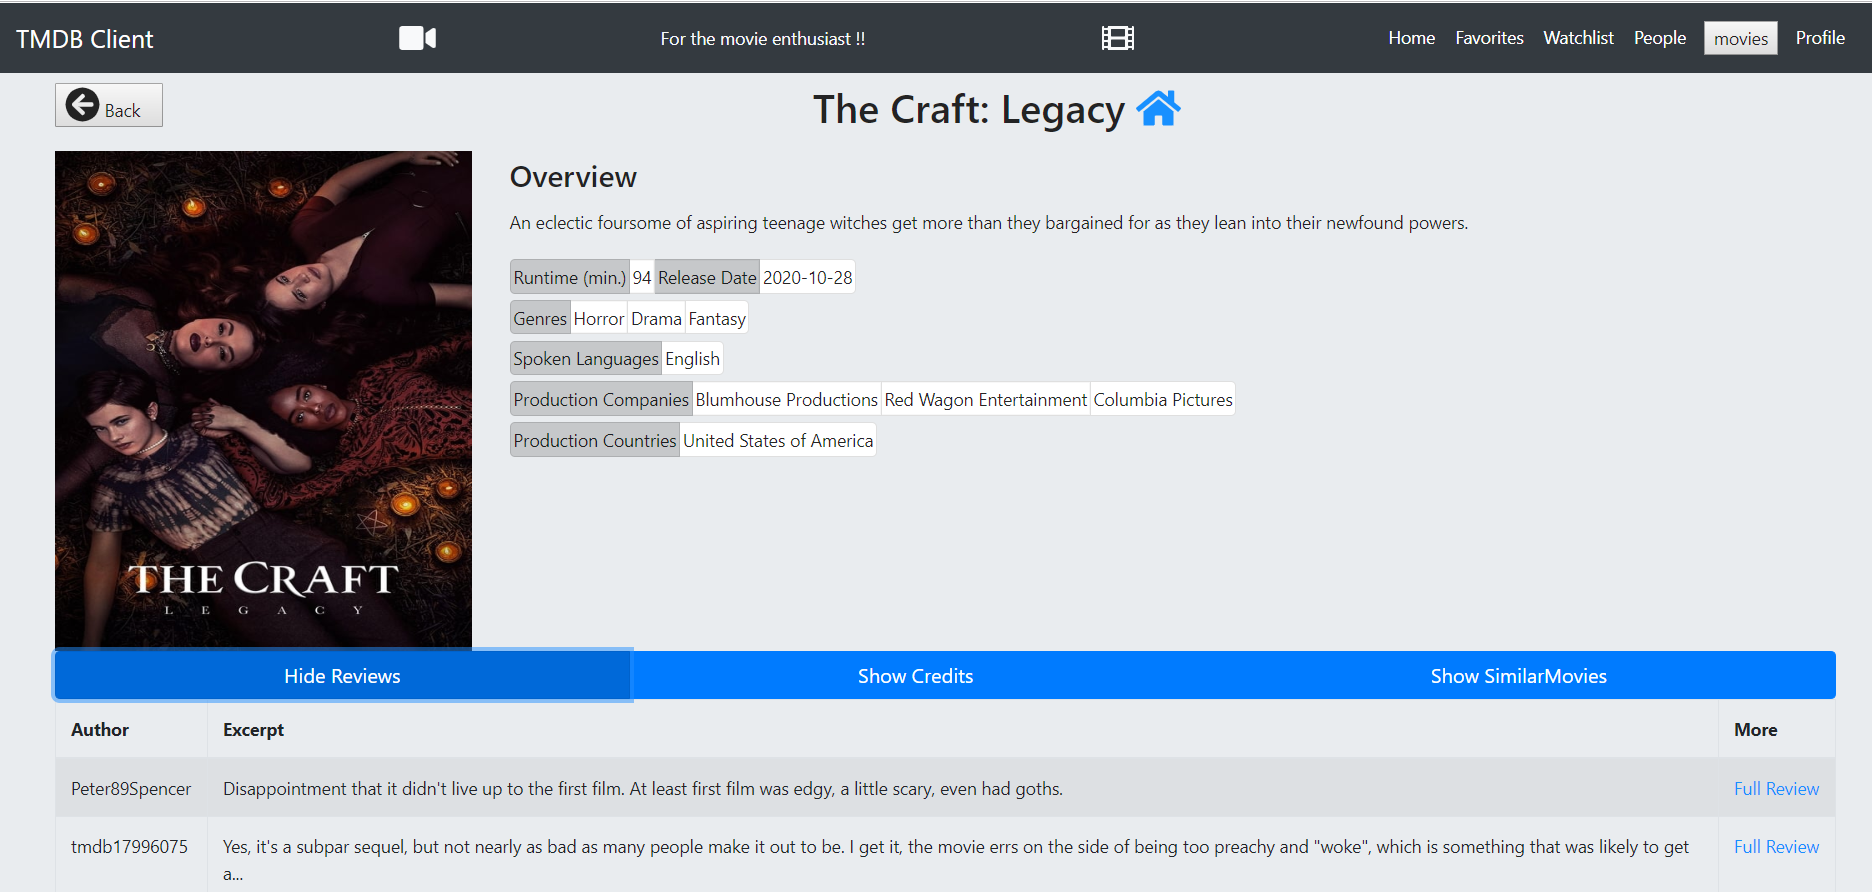 TMDB Client For the movie enthusiast !! Home Favorites Watchlist People movies Profile
Back
The Craft: Legacy
Overview
An eclectic foursome of aspiring teenage witches get more than they bargained for as they lean into their newfound powers.
Runtime (min.) 94 Release Date 2020-10-28
Genres Horror Drama Fantasy
Spoken Languages English
Production Companies Blumhouse Productions Red Wagon Entertainment Columbia Pictures
Production Countries United States of America
THE CRAFT
LEGACY
Hide Reviews Show Credits Show SimilarMovies
Author Excerpt More
Peter89Spencer Disappointment that it didn't live up to the first film. At least first film was edgy, a little scary, even had goths. Full Review
tmdb17996075 Yes, it's a subpar sequel, but not nearly as bad as many people make it out to be. I get it, the movie errs on the side of being too preachy and "woke", which is something that was likely to get Full Review
a...